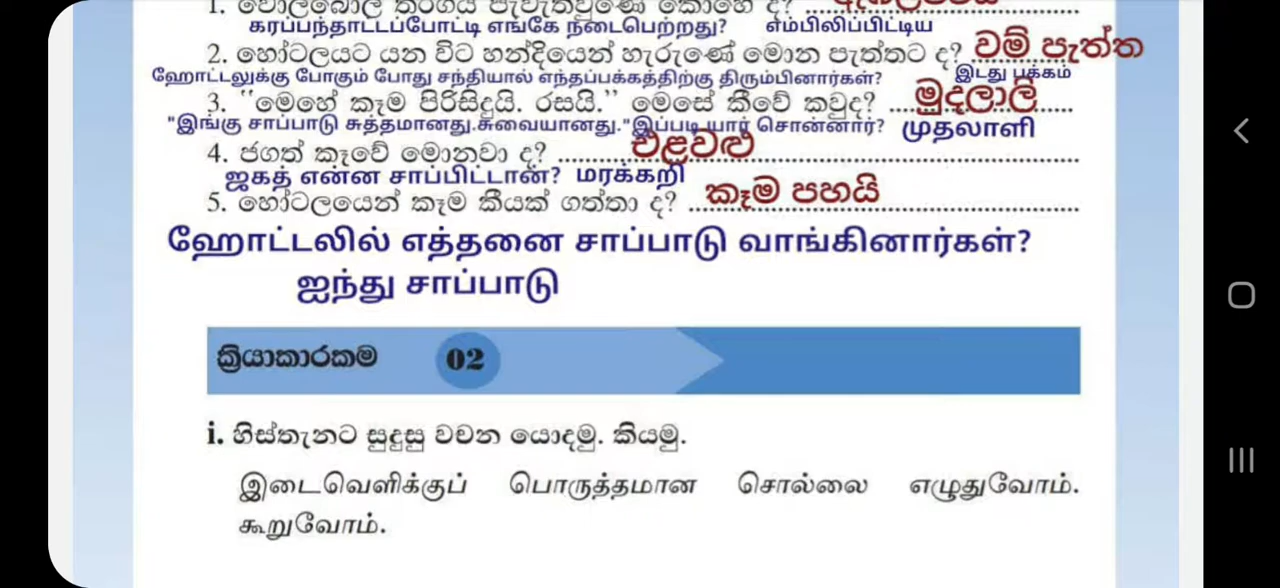 1. වොලිබෝල් තරගය පැවැත්වුණේ කොහේ ද?
கரப்பந்தாட்டப்போட்டி எங்கே நடைபெற்றது? எம்பிலிப்பிட்டிய
2. හෝටලයට යන විට හන්දියෙන් හැරුණේ මොන පැත්තට ද? වම් පැත්ත
ஹோட்டலுக்கு போகும் போது சந்தியால் எந்தப்பக்கத்திற்கு திரும்பினார்கள்? இடது பக்கம்
3. "මෙහේ කෑම පිරිසිදුයි. රසයි." මෙසේ කීවේ කවුද? මුදලාලි
"இங்கு சாப்பாடு சுத்தமானது.சுவையானது."இப்படி யார் சொன்னார்? முதலாளி
4. ජගත් කෑවේ මොනවා ද? එළවළු
ஜகத் என்ன சாப்பிட்டான்? மரக்கறி
5. හෝටලයෙන් කෑම කීයක් ගත්තා ද? කෑම පහයි
ஹோட்டலில் எத்தனை சாப்பாடு வாங்கினார்கள்?
ஐந்து சாப்பாடு
ක්‍රියාකාරකම 02
i. හිස්තැනට සුදුසු වචන යොදමු. කියමු.
இடைவெளிக்குப் பொருத்தமான சொல்லை எழுதுவோம்.
கூறுவோம்.